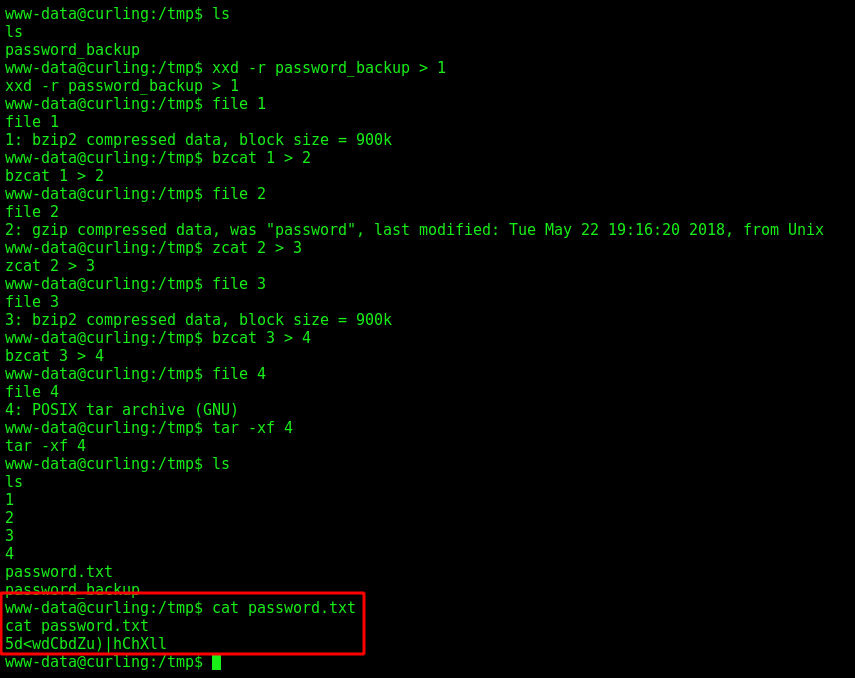 www-data@curling:/tmp$ ls
ls
password_backup
www-data@curling:/tmp$ xxd -r password_backup > 1
xxd -r password_backup > 1
www-data@curling:/tmp$ file 1
file 1
1: bzip2 compressed data, block size = 900k
www-data@curling:/tmp$ bzcat 1 > 2
bzcat 1 > 2
www-data@curling:/tmp$ file 2
file 2
2: gzip compressed data, was "password", last modified: Tue May 22 19:16:20 2018, from Unix
www-data@curling:/tmp$ zcat 2 > 3
zcat 2 > 3
www-data@curling:/tmp$ file 3
file 3
3: bzip2 compressed data, block size = 900k
www-data@curling:/tmp$ bzcat 3 > 4
bzcat 3 > 4
www-data@curling:/tmp$ file 4
file 4
4: POSIX tar archive (GNU)
www-data@curling:/tmp$ tar -xf 4
tar -xf 4
www-data@curling:/tmp$ ls
ls
1
2
3
4
password.txt
password_backup
www-data@curling:/tmp$ cat password.txt
cat password.txt
5d<wdCbdZu)|hChXll
www-data@curling:/tmp$